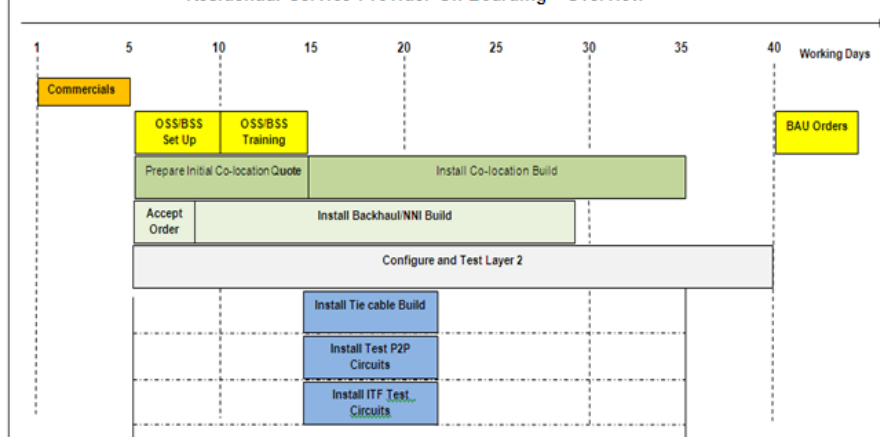 1 5 10 15 20 25 30 35 40 Working Days
Commercials
OSS/BSS
Set Up
OSS/BSS
Training
BAU Orders
Prepare Initial Co-location Quote
Install Co-location Build
Accept
Order
Install Backhaul/NNI Build
Configure and Test Layer 2
Install Tie cable Build
Install Test P2P
Circuits
Install ITF Test
Circuits